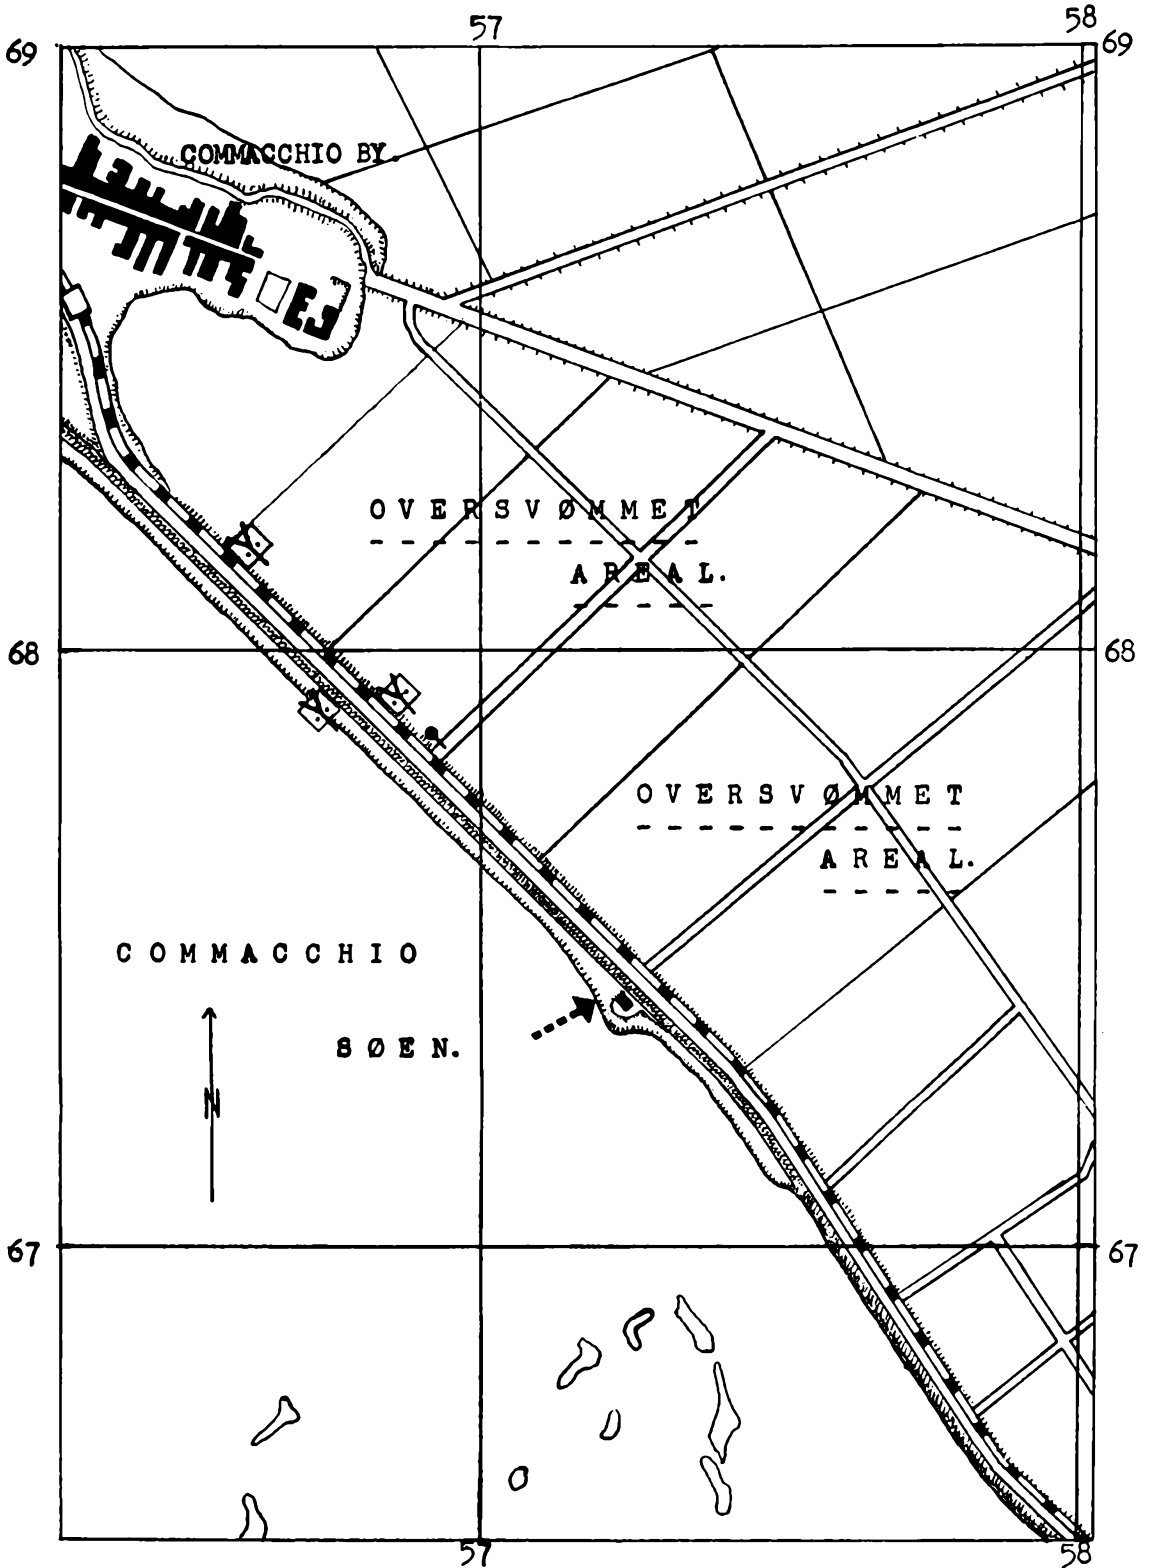 57 58
69 69
COMMACCHIO BY.
OVERSVØMMET
AREAL.
68 68
OVERSVØMMET
AREAL.
COMMACCHIO
SØEN.
N
67 67
57 58